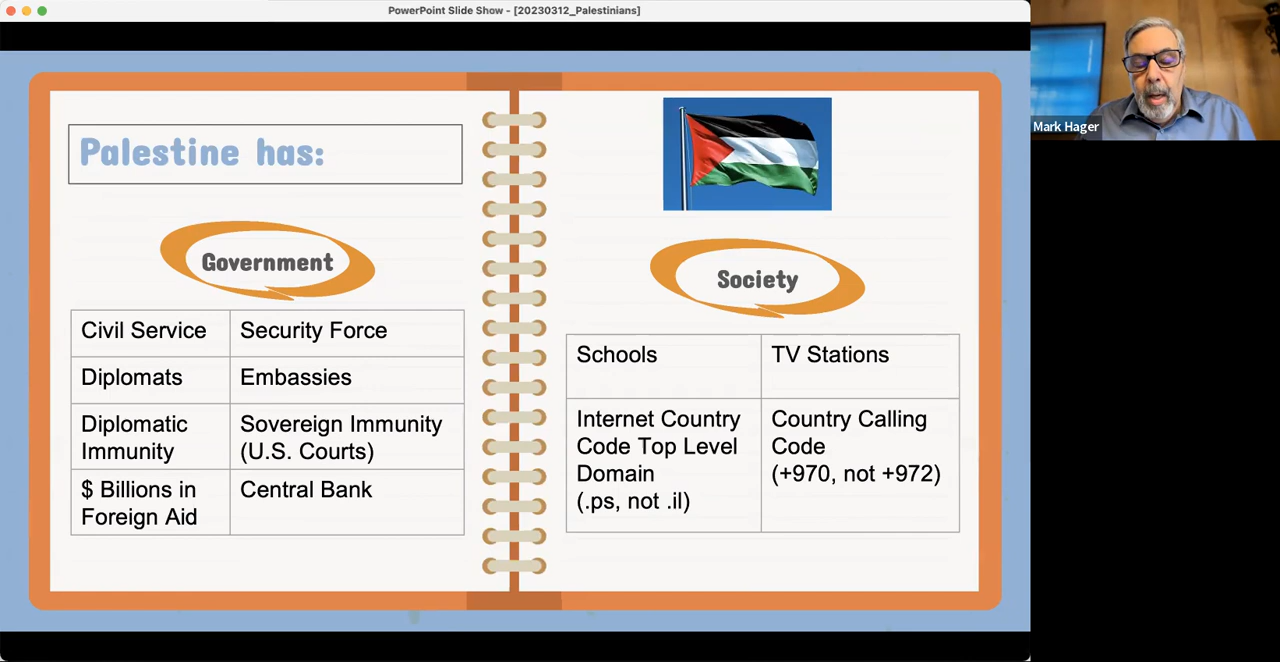 PowerPoint Slide Show - [20230312_Palestinians]
Palestine has:
Government
Civil Service
Security Force
Diplomats
Embassies
Diplomatic
Immunity
Sovereign Immunity
(U.S. Courts)
$ Billions in
Foreign Aid
Central Bank
Society
Schools
TV Stations
Internet Country
Code Top Level
Domain
(.ps, not .il)
Country Calling
Code
(+970, not +972)
Mark Hager